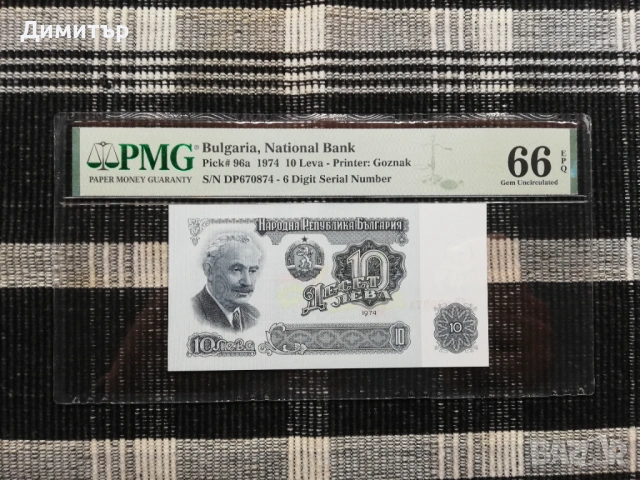 Димитър
PMG
PAPER MONEY GUARANTY
Bulgaria, National Bank
Pick# 96a 1974 10 Leva - Printer: Goznak
S/N DP670874 - 6 Digit Serial Number
66 EPQ
Gem Uncirculated
Народна Република България
10
Десет
лева
1974
10 лева
10
10
BAZAR